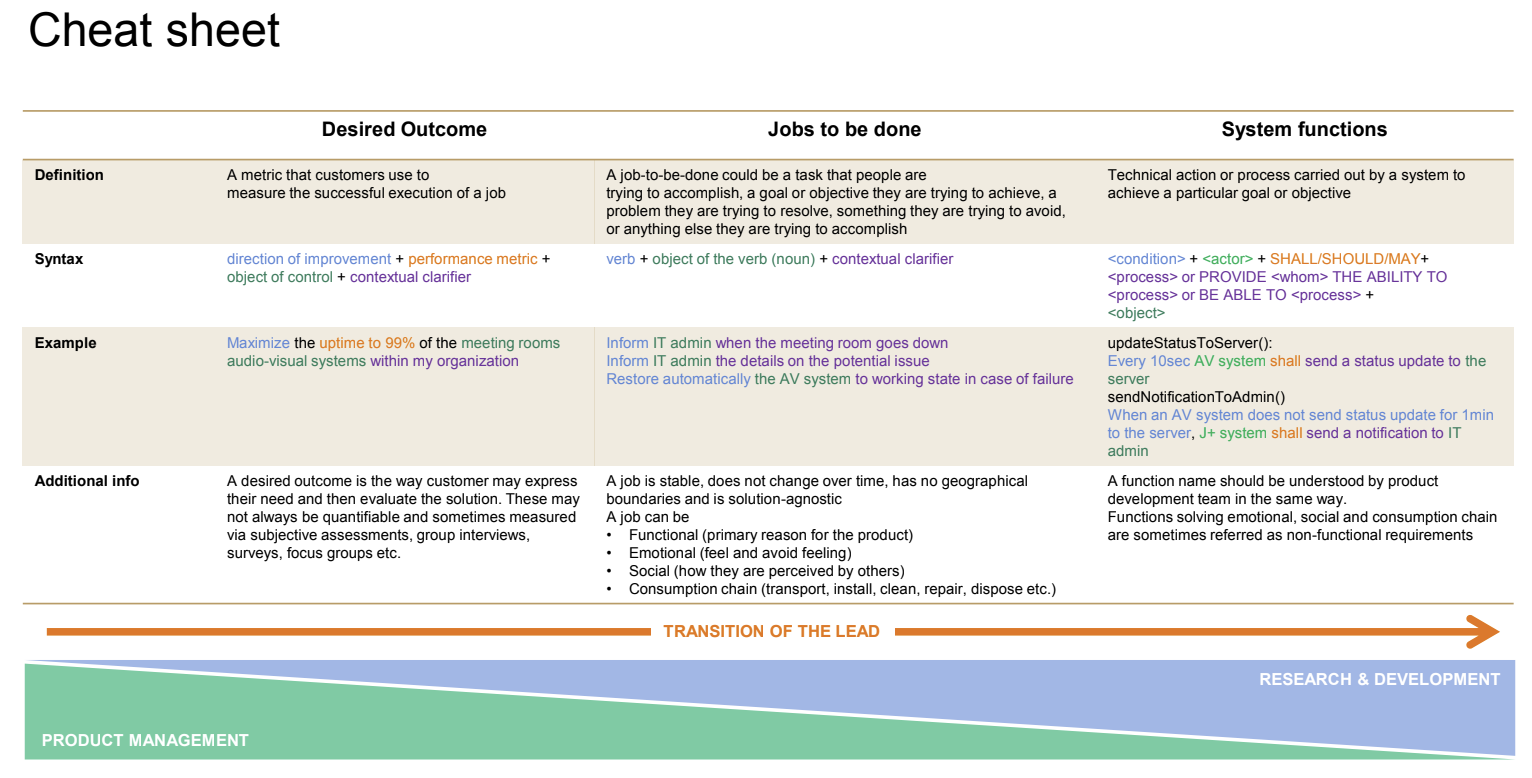 Cheat sheet
Desired Outcome
Jobs to be done
System functions
Definition
A metric that customers use to
measure the successful execution of a job
A job-to-be-done could be a task that people are
trying to accomplish, a goal or objective they are trying to achieve, a
problem they are trying to resolve, something they are trying to avoid,
or anything else they are trying to accomplish
Technical action or process carried out by a system to
achieve a particular goal or objective
Syntax
direction of improvement + performance metric +
object of control + contextual clarifier
verb + object of the verb (noun) + contextual clarifier
<condition> + <actor> + SHALL/SHOULD/MAY+
<process> or PROVIDE <whom> THE ABILITY TO
<process> or BE ABLE TO <process> +
<object>
Example
Maximize the uptime to 99% of the meeting rooms
audio-visual systems within my organization
Inform IT admin when the meeting room goes down
Inform IT admin the details on the potential issue
Restore automatically the AV system to working state in case of failure
updateStatusToServer():
Every 10sec AV system shall send a status update to the
server
sendNotificationToAdmin()
When an AV system does not send status update for 1min
to the server, J+ system shall send a notification to IT
admin
Additional info
A desired outcome is the way customer may express
their need and then evaluate the solution. These may
not always be quantifiable and sometimes measured
via subjective assessments, group interviews,
surveys, focus groups etc.
A job is stable, does not change over time, has no geographical
boundaries and is solution-agnostic
A job can be
• Functional (primary reason for the product)
• Emotional (feel and avoid feeling)
• Social (how they are perceived by others)
• Consumption chain (transport, install, clean, repair, dispose etc.)
A function name should be understood by product
development team in the same way.
Functions solving emotional, social and consumption chain
are sometimes referred as non-functional requirements
TRANSITION OF THE LEAD
RESEARCH & DEVELOPMENT
PRODUCT MANAGEMENT